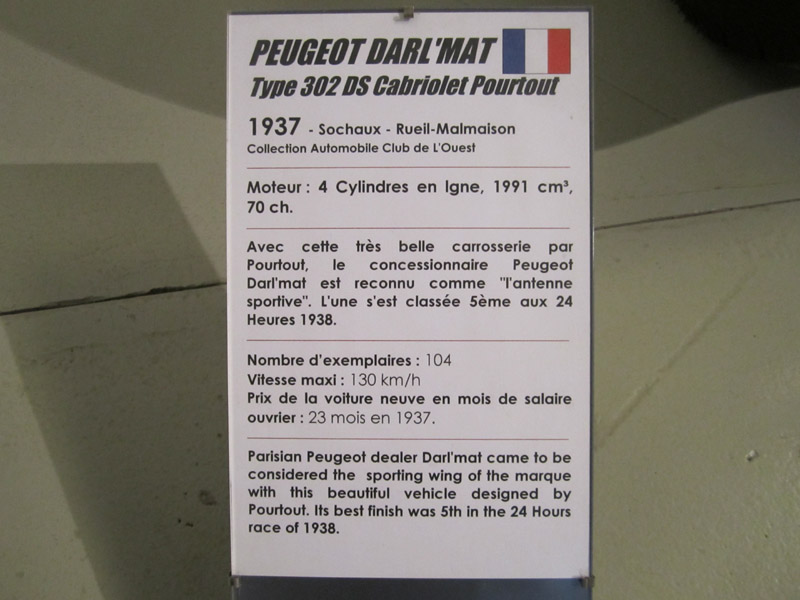 PEUGEOT DARL'MAT
Type 302 DS Cabriolet Pourtout
1937 - Sochaux - Rueil-Malmaison
Collection Automobile Club de L'Ouest
Moteur : 4 Cylindres en lgne, 1991 cm³,
70 ch.
Avec cette très belle carrosserie par
Pourtout, le concessionnaire Peugeot
Darl'mat est reconnu comme "l'antenne
sportive". L'une s'est classée 5ème aux 24
Heures 1938.
Nombre d'exemplaires : 104
Vitesse maxi : 130 km/h
Prix de la voiture neuve en mois de salaire
ouvrier : 23 mois en 1937.
Parisian Peugeot dealer Darl'mat came to be
considered the sporting wing of the marque
with this beautiful vehicle designed by
Pourtout. Its best finish was 5th in the 24 Hours
race of 1938.